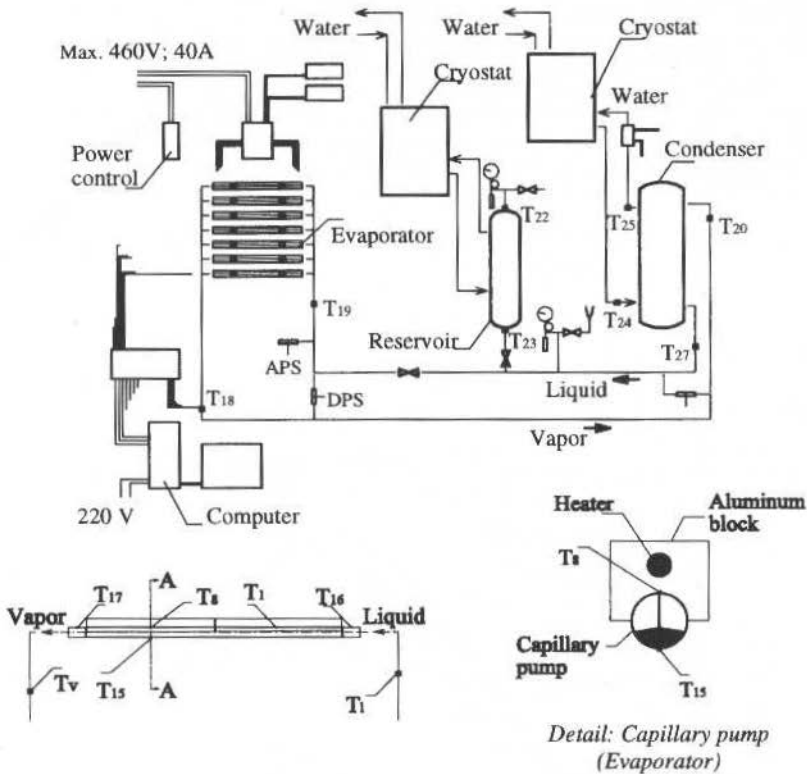 Water
Water
Cryostat
Max. 460V; 40A
Cryostat
Water
Power
control
Condenser
T22
T25
T20
Evaporator
T19
T24
Reservoir
T23
T27
APS
Liquid
T18
DPS
Vapor
220 V
Computer
Heater
Aluminum
block
T8
A
T17
T8
T1
T16
Vapor
Liquid
Capillary
pump
T15
A
T15
Tv
T1
Detail: Capillary pump
(Evaporator)